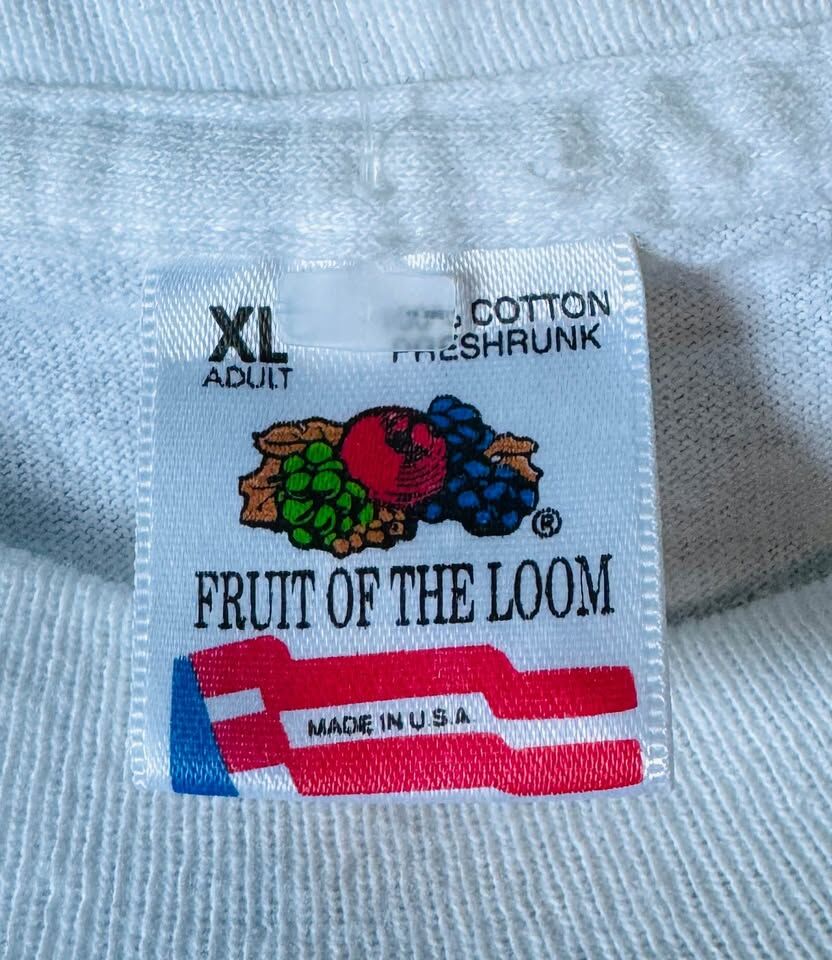 XL
ADULT
COTTON
PRESHRUNK
®
FRUIT OF THE LOOM
MADE IN U.S.A